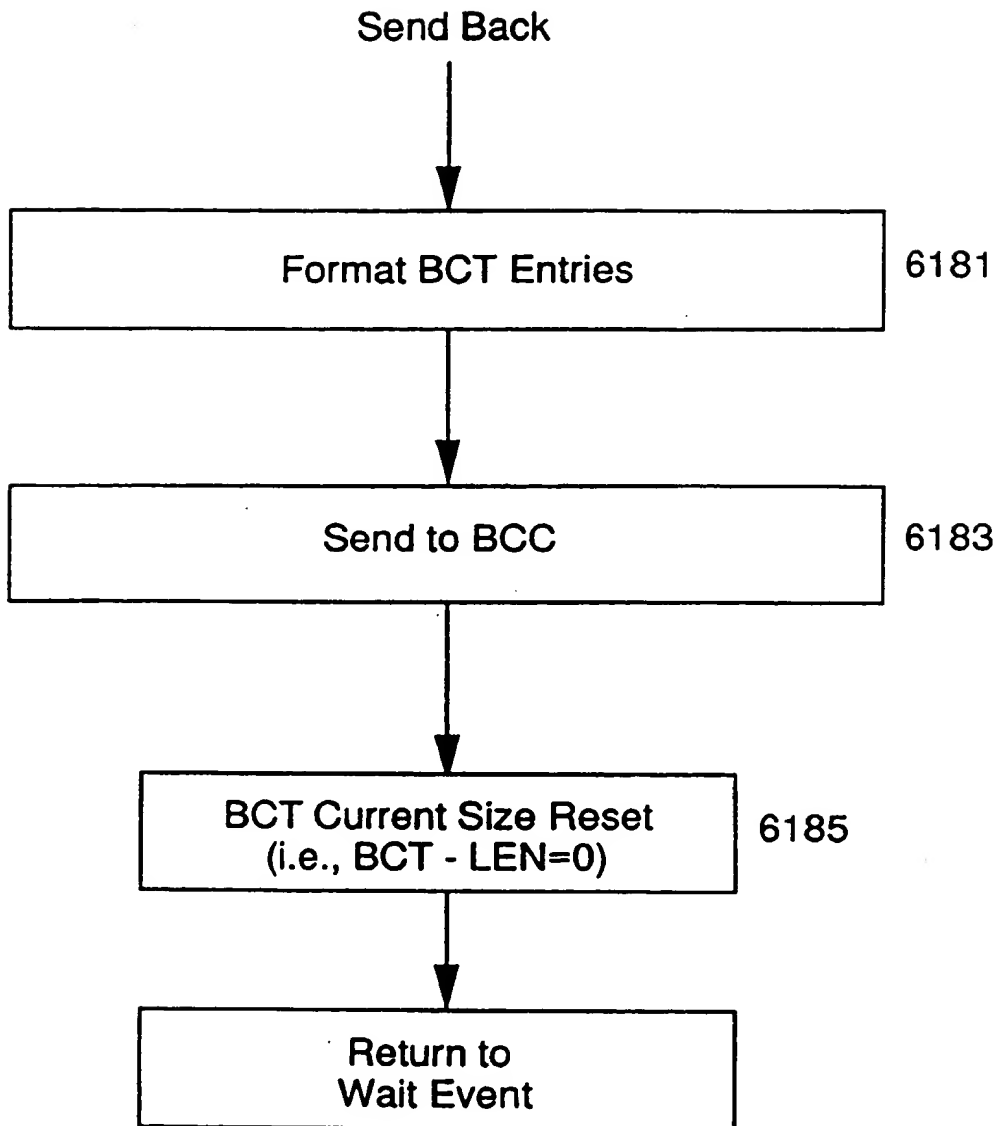 Send Back
Format BCT Entries
6181
Send to BCC
6183
BCT Current Size Reset
(i.e., BCT - LEN=0)
6185
Return to
Wait Event